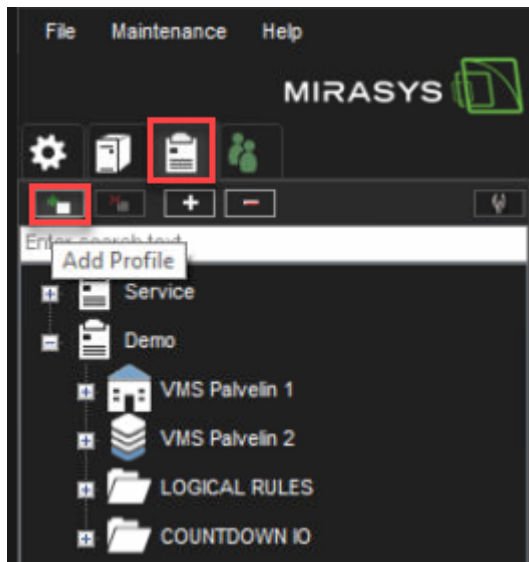 File Maintenance Help
MIRASYS
Enter search text
Add Profile
Service
Demo
VMS Palvelin 1
VMS Palvelin 2
LOGICAL RULES
COUNTDOWN IO